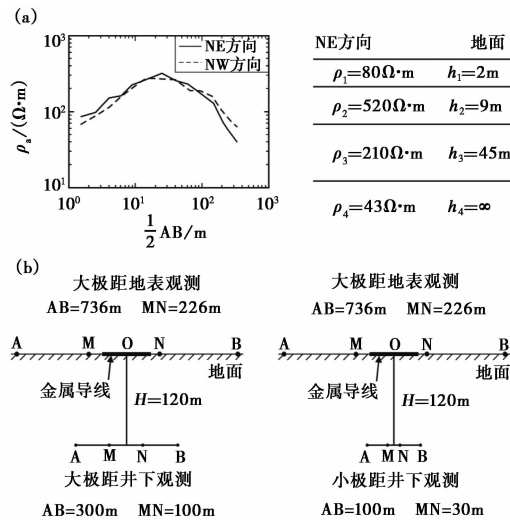 (a)
10³
10²
10¹
ρa/(Ω·m)
NE方向
NW方向
10⁰ 10¹ 10² 10³
½AB/m
NE方向 地面
ρ₁=80Ω·m h₁=2m
ρ₂=520Ω·m h₂=9m
ρ₃=210Ω·m h₃=45m
ρ₄=43Ω·m h₄=∞
(b)
大极距地表观测
AB=736m MN=226m
A M O N B
地面
金属导线
H=120m
A M N B
大极距井下观测
AB=300m MN=100m
大极距地表观测
AB=736m MN=226m
A M O N B
地面
金属导线
H=120m
A M N B
小极距井下观测
AB=100m MN=30m